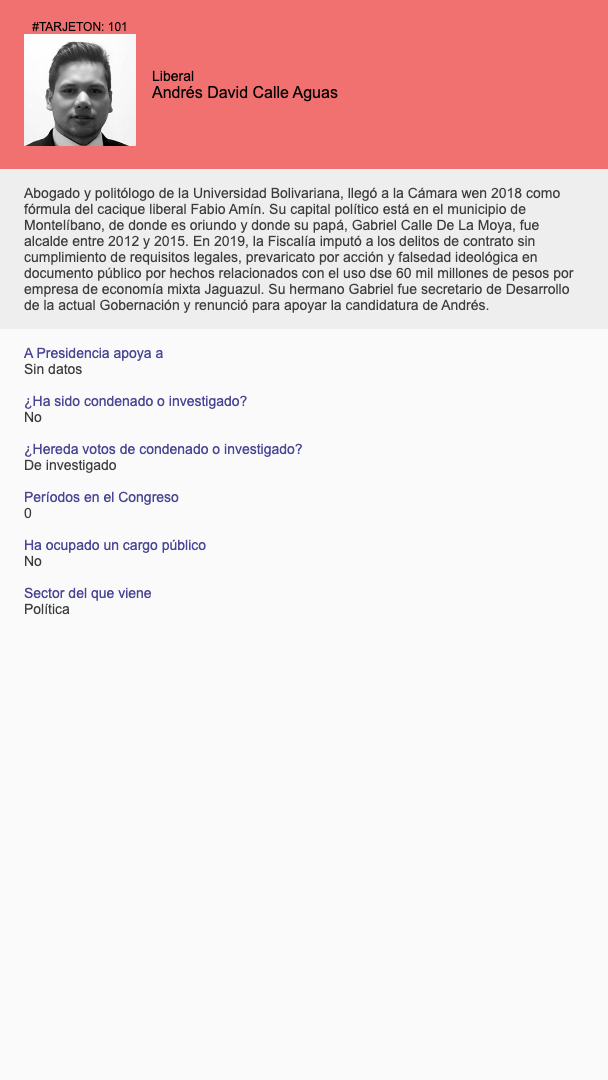 #TARJETON: 101
Liberal
Andrés David Calle Aguas
Abogado y politólogo de la Universidad Bolivariana, llegó a la Cámara wen 2018 como
fórmula del cacique liberal Fabio Amín. Su capital político está en el municipio de
Montelíbano, de donde es oriundo y donde su papá, Gabriel Calle De La Moya, fue
alcalde entre 2012 y 2015. En 2019, la Fiscalía imputó a los delitos de contrato sin
cumplimiento de requisitos legales, prevaricato por acción y falsedad ideológica en
documento público por hechos relacionados con el uso dse 60 mil millones de pesos por
empresa de economía mixta Jaguazul. Su hermano Gabriel fue secretario de Desarrollo
de la actual Gobernación y renunció para apoyar la candidatura de Andrés.
A Presidencia apoya a
Sin datos
¿Ha sido condenado o investigado?
No
¿Hereda votos de condenado o investigado?
De investigado
Períodos en el Congreso
0
Ha ocupado un cargo público
No
Sector del que viene
Política